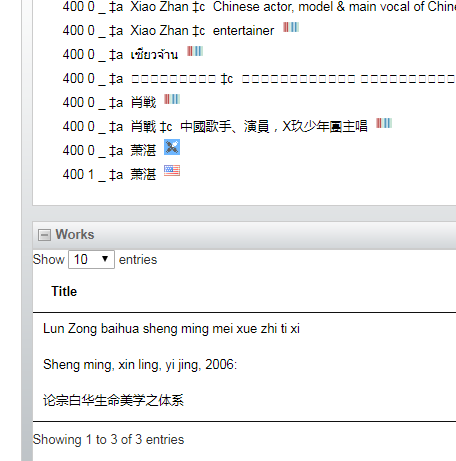 400 0 _ ‡a Xiao Zhan ‡c Chinese actor, model & main vocal of Chine
400 0 _ ‡a Xiao Zhan ‡c entertainer
400 0 _ ‡a เซียวจ้าน
400 0 _ ‡a □□□□□□□□□ ‡c □□□□□□□□□□□ □□□□□□□□□□□□
400 0 _ ‡a 肖戦
400 0 _ ‡a 肖戰 ‡c 中國歌手、演員，X玖少年團主唱
400 0 _ ‡a 萧湛
400 1 _ ‡a 萧湛
Works
Show 10 entries
Title
Lun Zong baihua sheng ming mei xue zhi ti xi
Sheng ming, xin ling, yi jing, 2006:
论宗白华生命美学之体系
Showing 1 to 3 of 3 entries